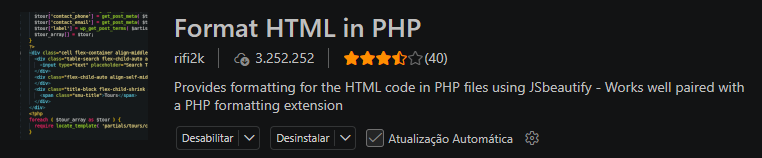 $tour['contact_phone'] = get_post_meta( $tour
$tour['contact_email'] = get_post_meta( $tour
$tour['label'] = wp_get_post_terms( $partial
$tour_array[] = $tour;
}
?>
<div class="cell flex-container align-middle
<div class="table-search flex-child-auto a
<input type="text" placeholder="Search T
</div>
<div class="flex-child-auto align-self-mid
</div>
<div class="title-block flex-child-shrink
<span class="smu-title">Tours</span>
</div>
</div>
<?php
foreach ( $tour_array as $tour ) {
require locate_template( 'partials/tours/c
}
Format HTML in PHP
rifi2k 3.252.252 (40)
Provides formatting for the HTML code in PHP files using JSbeautify - Works well paired with
a PHP formatting extension
Desabilitar Desinstalar Atualização Automática